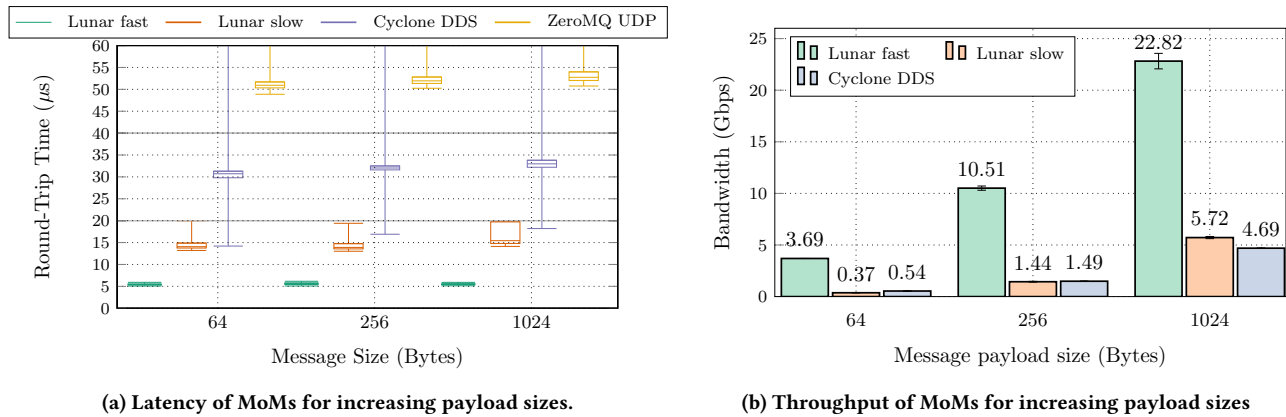 Lunar fast Lunar slow Cyclone DDS ZeroMQ UDP
60
55
50
45
40
35
30
25
20
15
10
5
0
Round-Trip Time (μs)
64 256 1024
Message Size (Bytes)
(a) Latency of MoMs for increasing payload sizes.
Lunar fast Lunar slow
Cyclone DDS
25
20
15
10
5
0
Bandwidth (Gbps)
3.69 0.37 0.54
10.51 1.44 1.49
22.82 5.72 4.69
64 256 1024
Message payload size (Bytes)
(b) Throughput of MoMs for increasing payload sizes